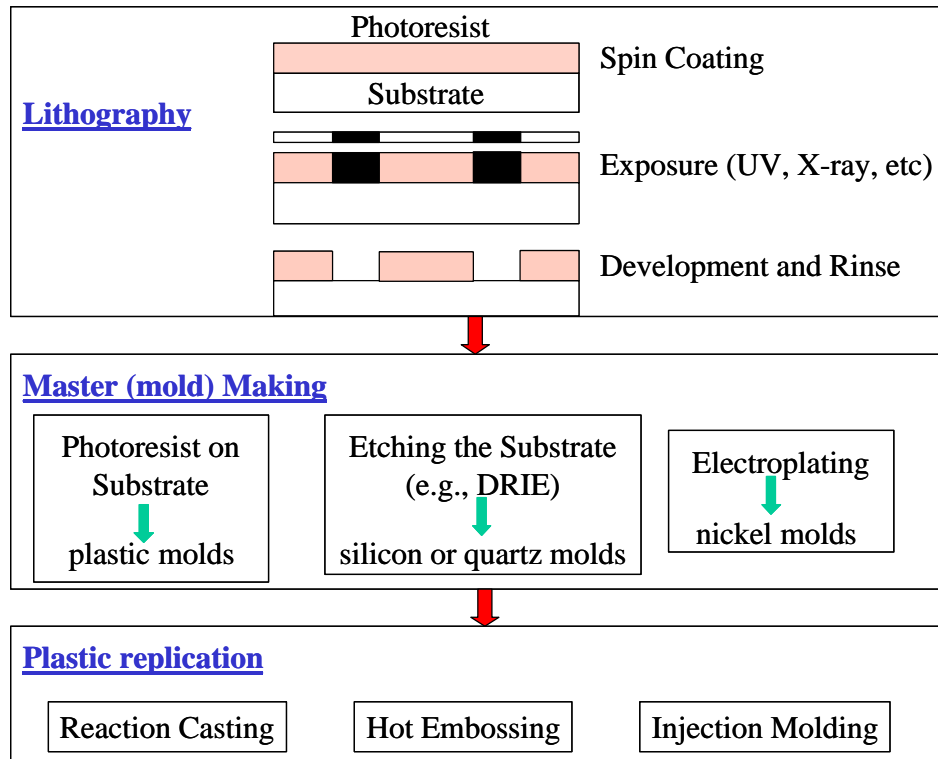 Photoresist
Spin Coating
Substrate
Lithography
Exposure (UV, X-ray, etc)
Development and Rinse
Master (mold) Making
Photoresist on
Substrate
plastic molds
Etching the Substrate
(e.g., DRIE)
silicon or quartz molds
Electroplating
nickel molds
Plastic replication
Reaction Casting
Hot Embossing
Injection Molding